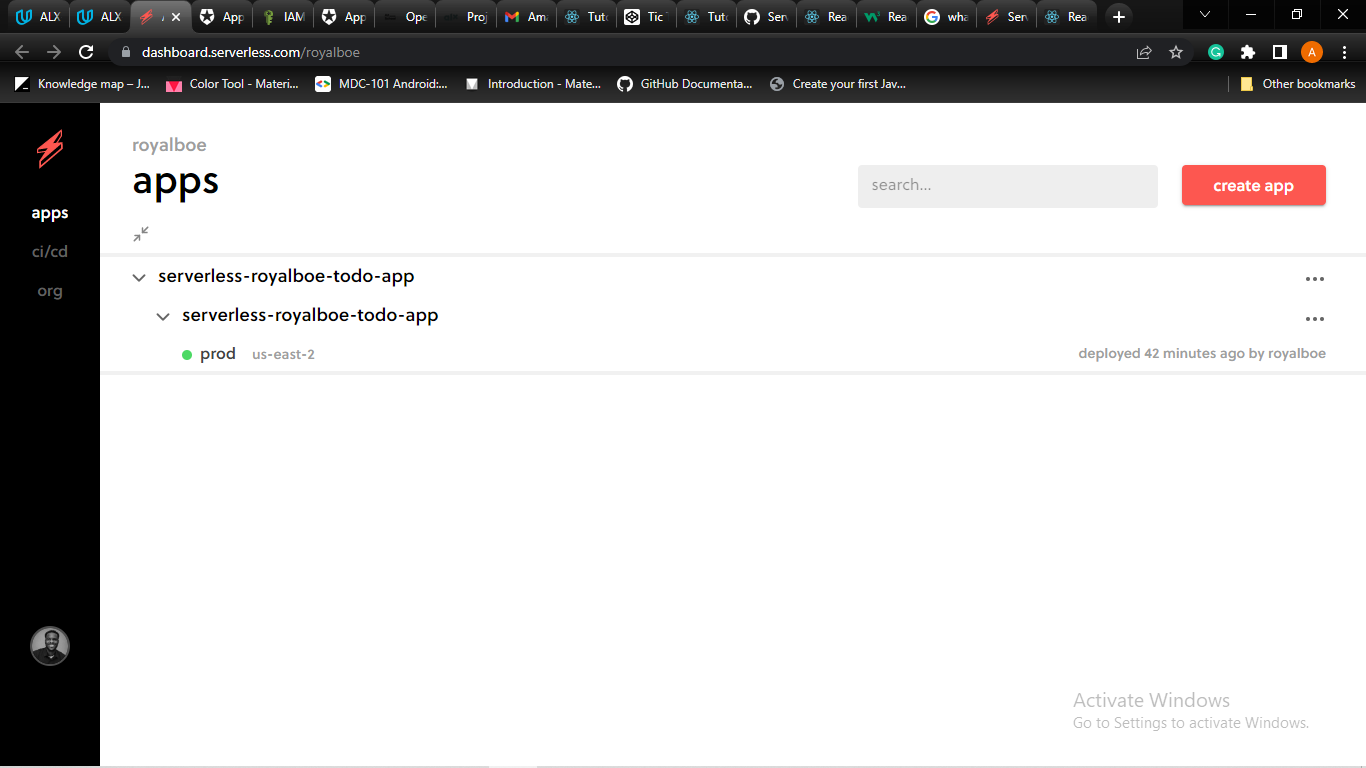 ALX
ALX
App
IAM
App
Ope
Proj
Ama
Tuto
Tic
Tuto
Serv
Rea
Rea
wha
Serv
Rea
dashboard.serverless.com/royalboe
A
Knowledge map – J...
Color Tool - Materi...
MDC-101 Android:...
Introduction - Mate...
GitHub Documenta...
Create your first Jav...
Other bookmarks
royalboe
apps
search...
create app
apps
ci/cd
org
serverless-royalboe-todo-app
serverless-royalboe-todo-app
prod us-east-2
deployed 42 minutes ago by royalboe
Activate Windows
Go to Settings to activate Windows.